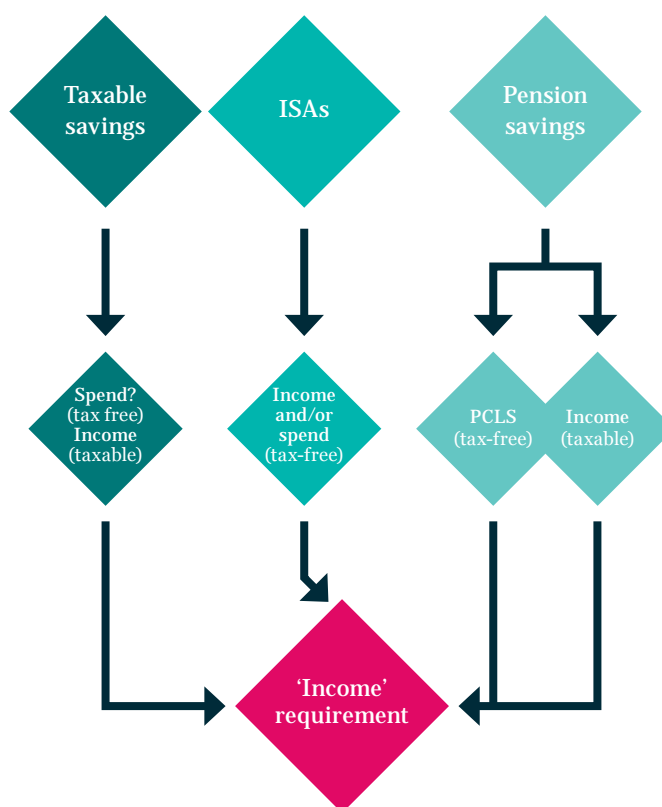 Taxable
savings
ISAs
Pension
savings
Spend?
(tax free)
Income
(taxable)
Income
and/or
spend
(tax-free)
PCLS
(tax-free)
Income
(taxable)
‘Income’
requirement